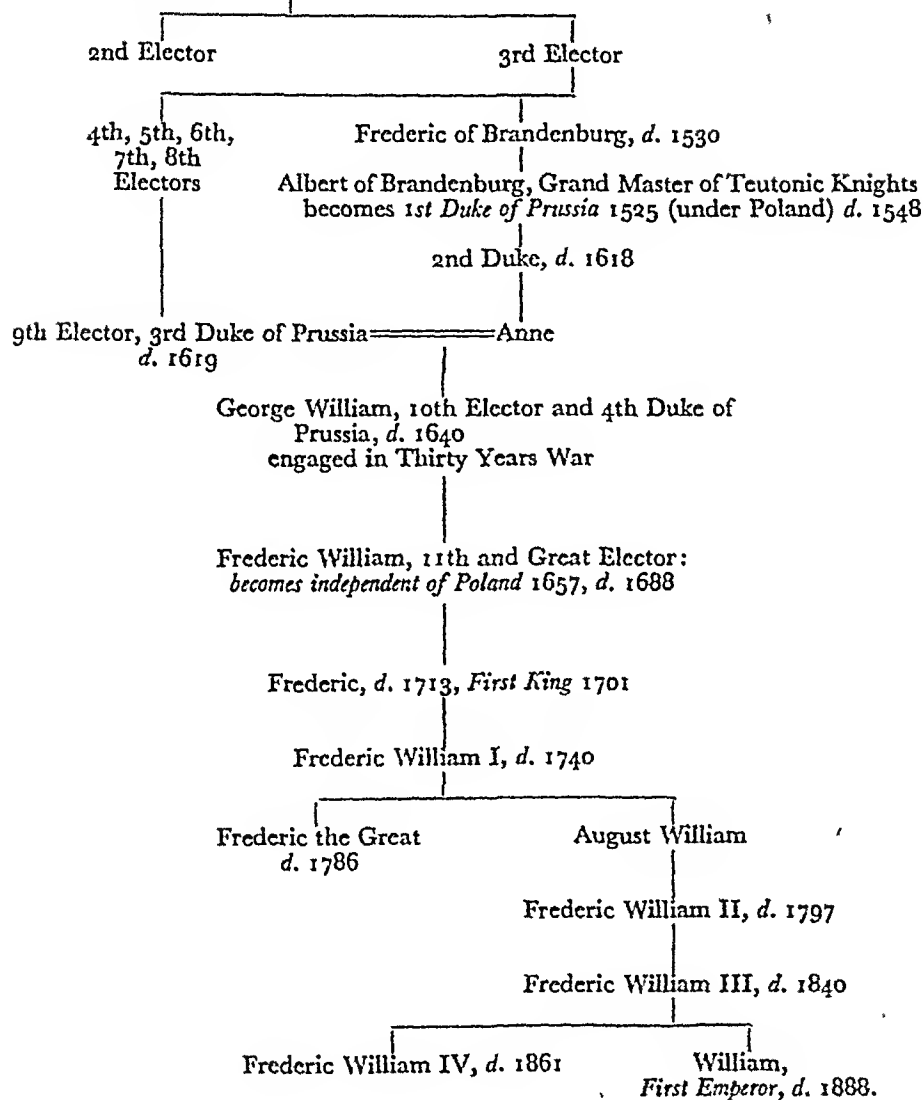 2nd Elector
3rd Elector
4th, 5th, 6th,
7th, 8th
Electors
Frederic of Brandenburg, d. 1530
Albert of Brandenburg, Grand Master of Teutonic Knights
becomes 1st Duke of Prussia 1525 (under Poland) d. 1548
2nd Duke, d. 1618
9th Elector, 3rd Duke of Prussia
d. 1619
Anne
George William, 10th Elector and 4th Duke of
Prussia, d. 1640
engaged in Thirty Years War
Frederic William, 11th and Great Elector:
becomes independent of Poland 1657, d. 1688
Frederic, d. 1713, First King 1701
Frederic William I, d. 1740
Frederic the Great
d. 1786
August William
Frederic William II, d. 1797
Frederic William III, d. 1840
Frederic William IV, d. 1861
William,
First Emperor, d. 1888.